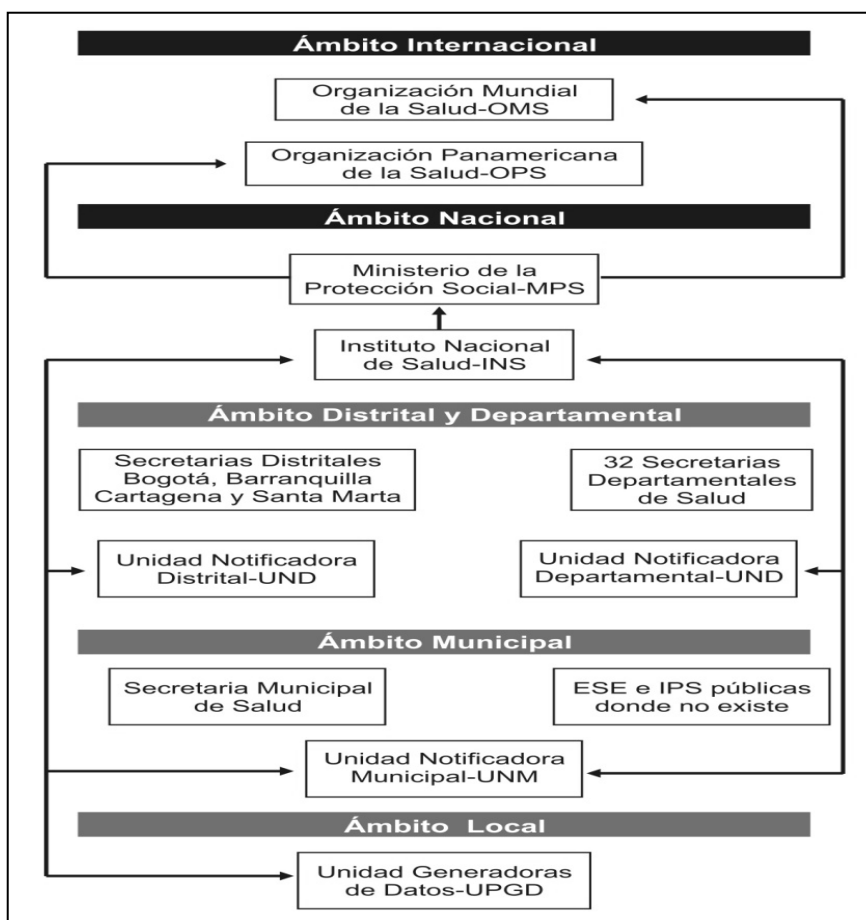 Ámbito Internacional
Organización Mundial
de la Salud-OMS
Organización Panamericana
de la Salud-OPS
Ámbito Nacional
Ministerio de la
Protección Social-MPS
Instituto Nacional
de Salud-INS
Ámbito Distrital y Departamental
Secretarias Distritales
Bogotá, Barranquilla
Cartagena y Santa Marta
32 Secretarias
Departamentales
de Salud
Unidad Notificadora
Distrital-UND
Unidad Notificadora
Departamental-UND
Ámbito Municipal
Secretaria Municipal
de Salud
ESE e IPS públicas
donde no existe
Unidad Notificadora
Municipal-UNM
Ámbito Local
Unidad Generadoras
de Datos-UPGD